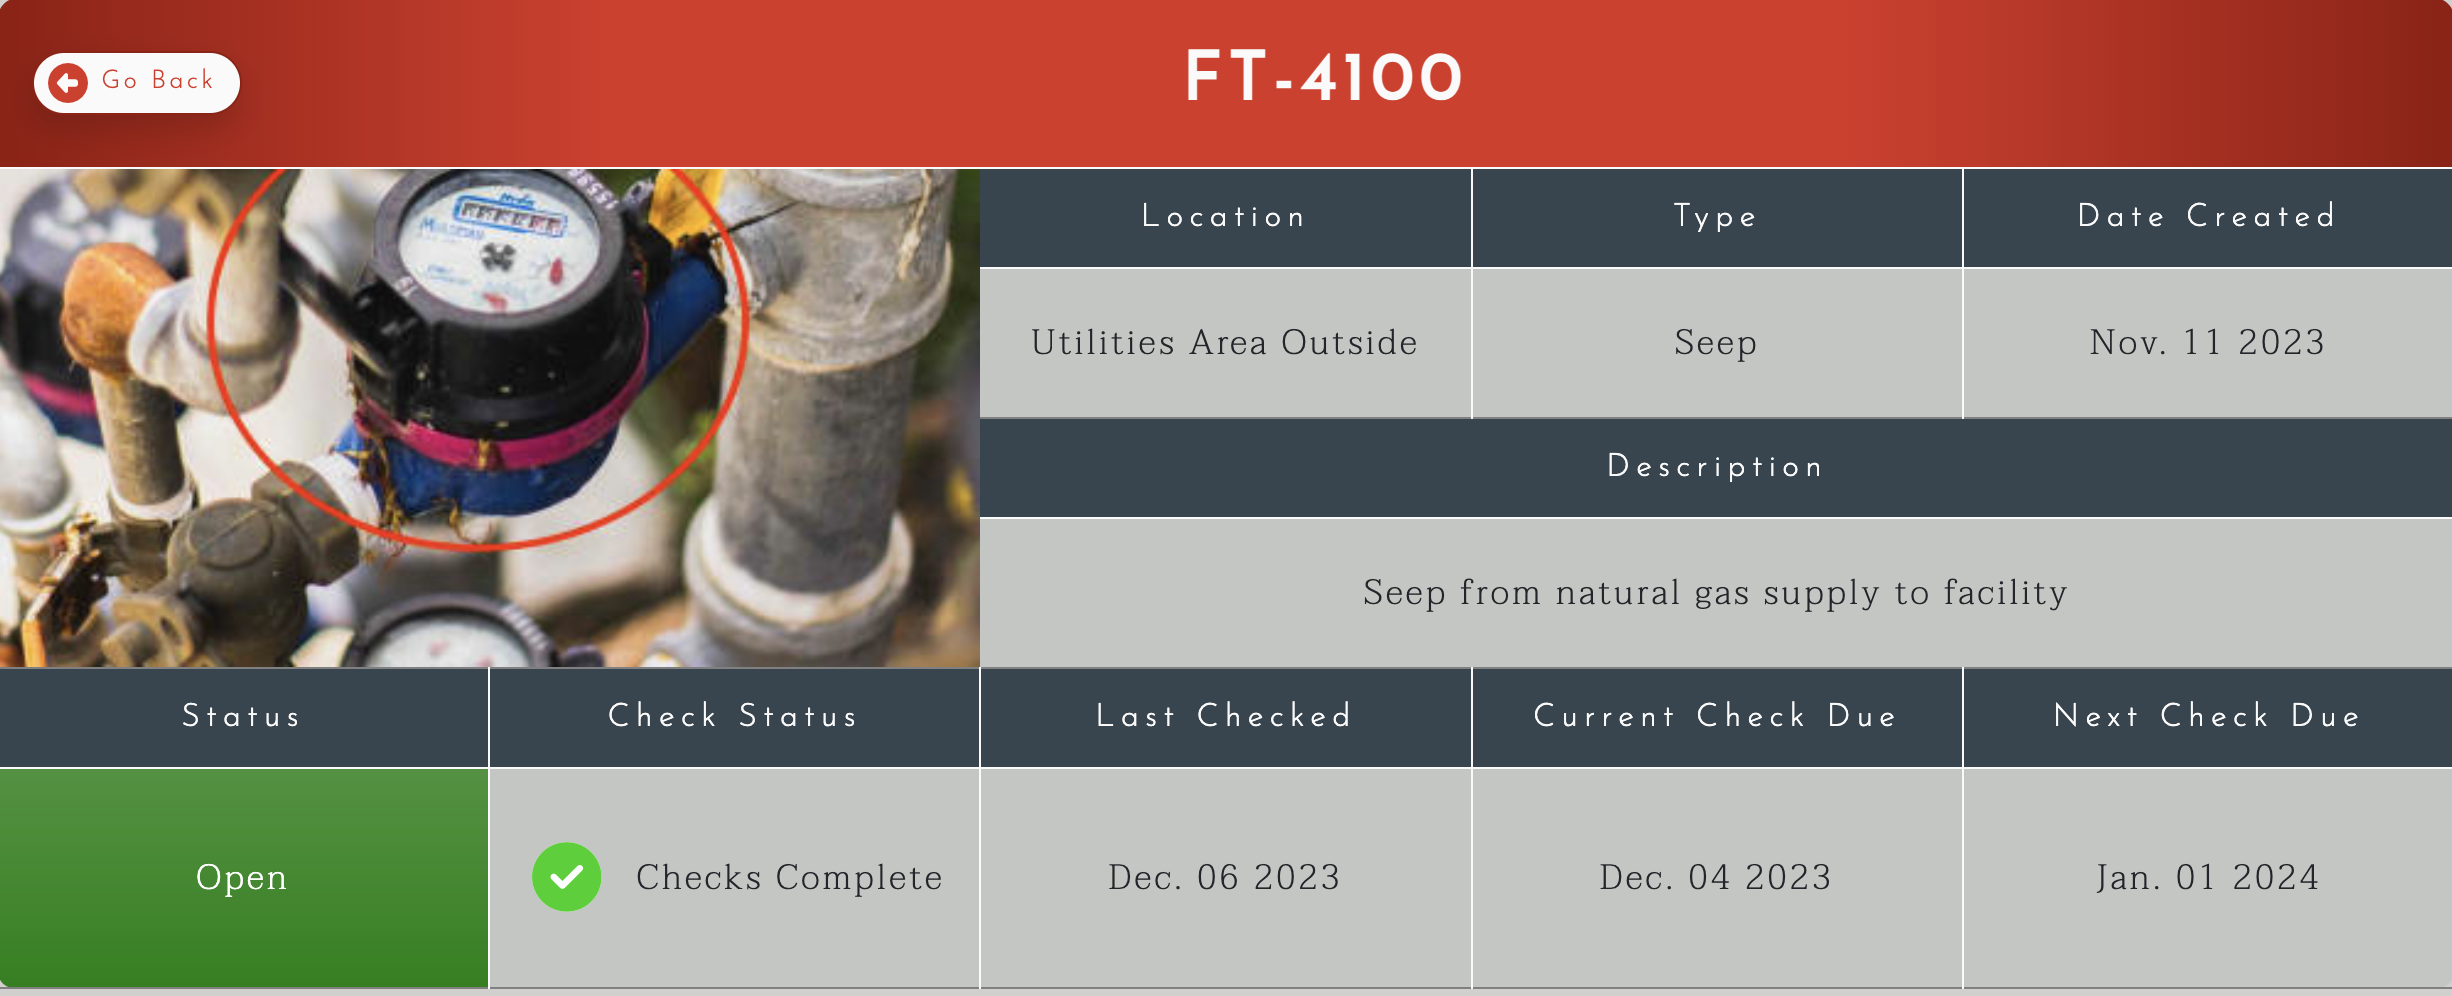 Go Back
FT-4100
Location
Type
Date Created
Utilities Area Outside
Seep
Nov. 11 2023
Description
Seep from natural gas supply to facility
Status
Check Status
Last Checked
Current Check Due
Next Check Due
Open
Checks Complete
Dec. 06 2023
Dec. 04 2023
Jan. 01 2024